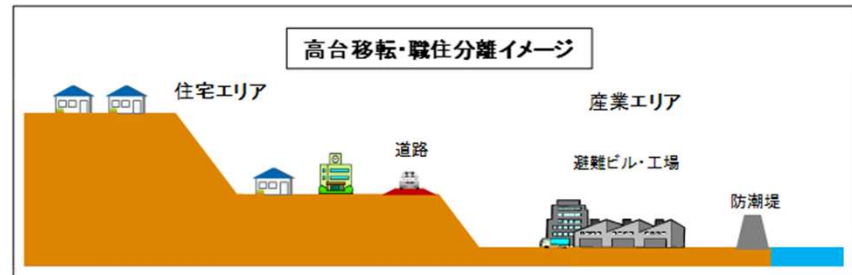 高台移転・職住分離イメージ
住宅エリア
産業エリア
道路
避難ビル・工場
防潮堤